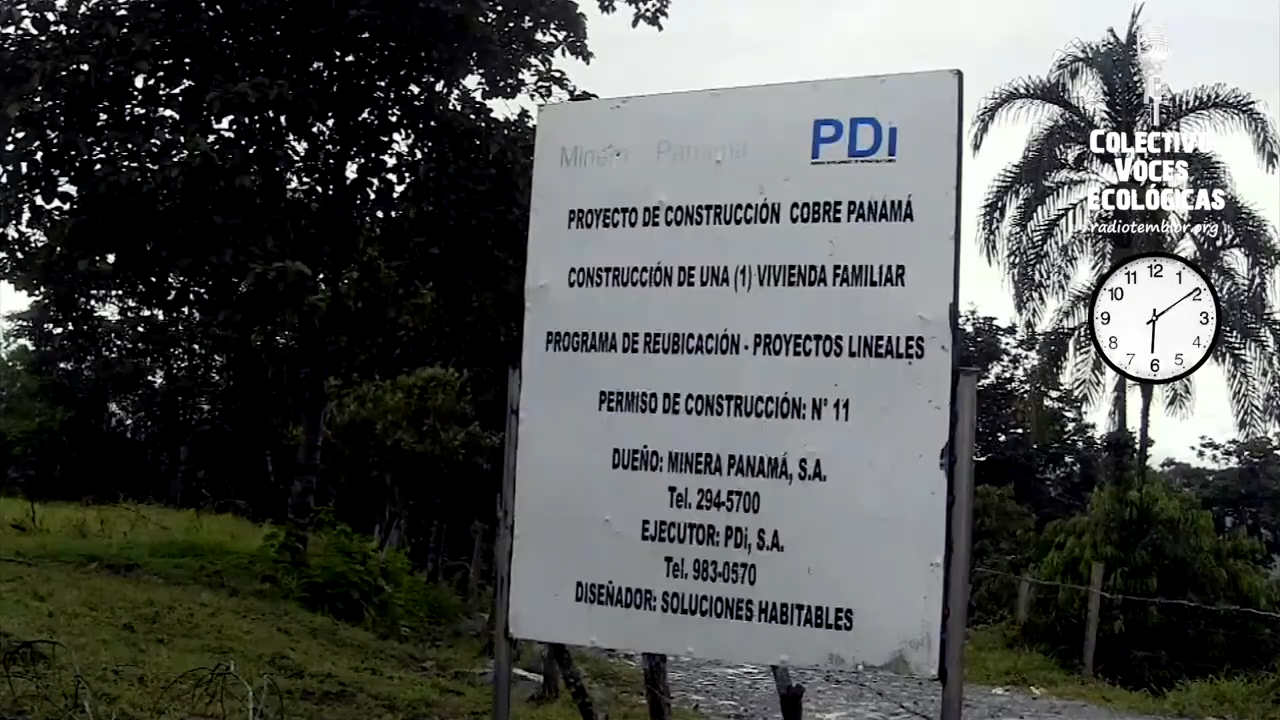 Minera Panamá
PDi
PROYECTO DE CONSTRUCCIÓN COBRE PANAMÁ
CONSTRUCCIÓN DE UNA (1) VIVIENDA FAMILIAR
PROGRAMA DE REUBICACIÓN - PROYECTOS LINEALES
PERMISO DE CONSTRUCCIÓN: N° 11
DUEÑO: MINERA PANAMÁ, S.A.
Tel. 294-5700
EJECUTOR: PDi, S.A.
Tel. 983-0570
DISEÑADOR: SOLUCIONES HABITABLES
COLECTIVO
VOCES
ECOLÓGICAS
radiotemblor.org
12
1
2
3
4
5
6
7
8
9
10
11